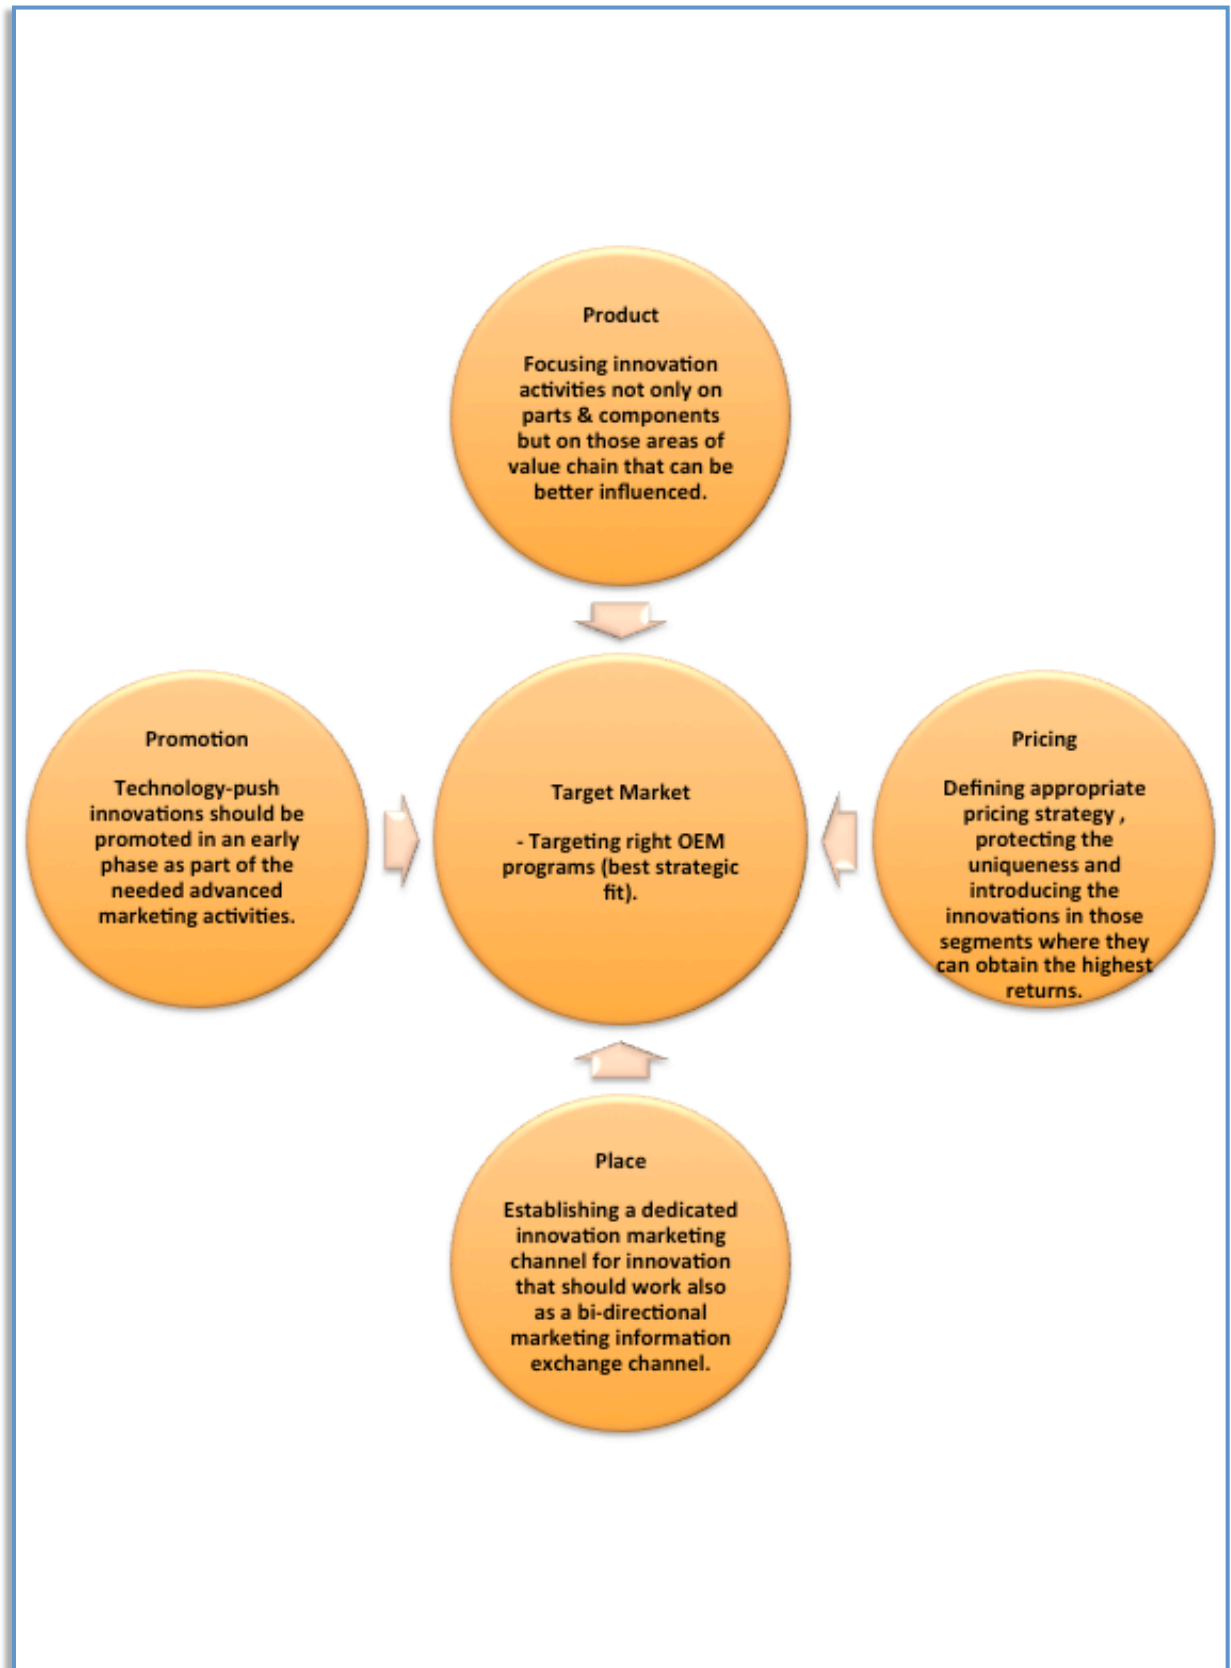 Product
Focusing innovation
activities not only on
parts & components
but on those areas of
value chain that can be
better influenced.
Promotion
Technology-push
innovations should be
promoted in an early
phase as part of the
needed advanced
marketing activities.
Target Market
- Targeting right OEM
programs (best strategic
fit).
Pricing
Defining appropriate
pricing strategy ,
protecting the
uniqueness and
introducing the
innovations in those
segments where they
can obtain the highest
returns.
Place
Establishing a dedicated
innovation marketing
channel for innovation
that should work also
as a bi-directional
marketing information
exchange channel.